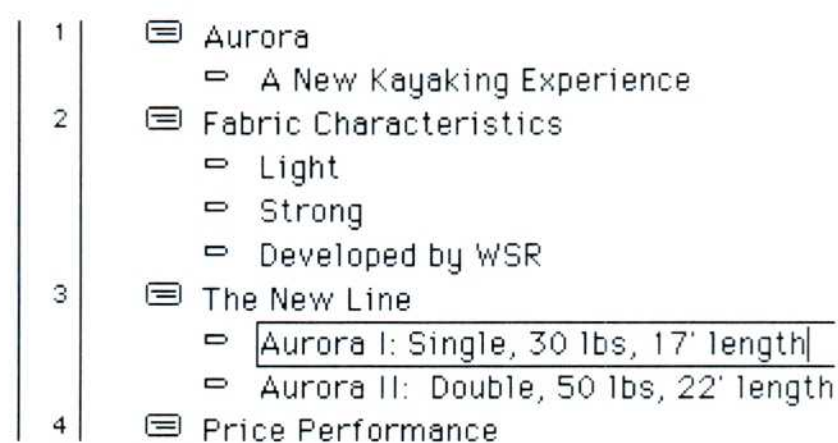 1 Aurora
A New Kayaking Experience
2 Fabric Characteristics
Light
Strong
Developed by WSR
3 The New Line
Aurora I: Single, 30 lbs, 17' length
Aurora II: Double, 50 lbs, 22' length
4 Price Performance